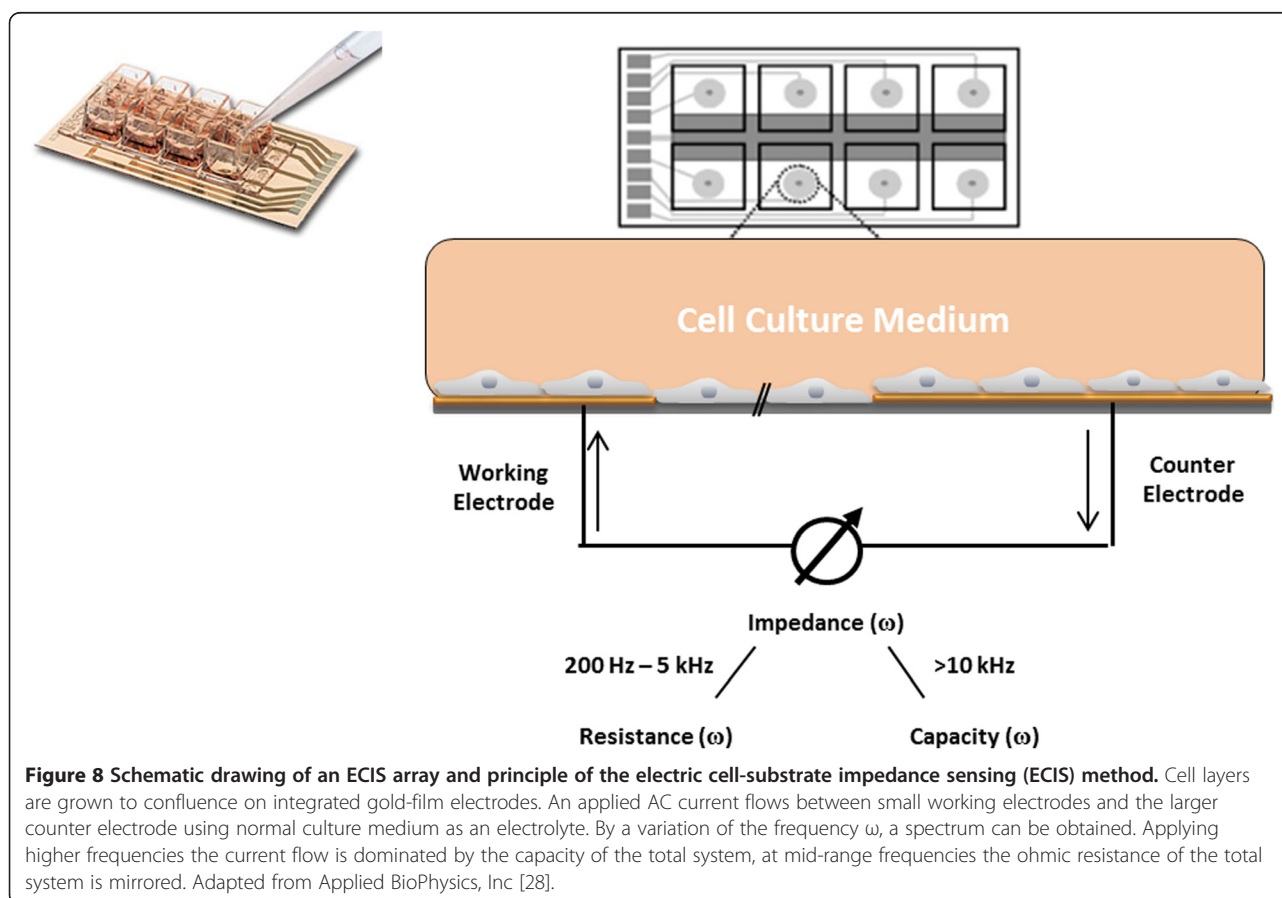 Cell Culture Medium
Working
Electrode
Counter
Electrode
Impedance (ω)
200 Hz – 5 kHz
>10 kHz
Resistance (ω)
Capacity (ω)
Figure 8 Schematic drawing of an ECIS array and principle of the electric cell-substrate impedance sensing (ECIS) method. Cell layers
are grown to confluence on integrated gold-film electrodes. An applied AC current flows between small working electrodes and the larger
counter electrode using normal culture medium as an electrolyte. By a variation of the frequency ω, a spectrum can be obtained. Applying
higher frequencies the current flow is dominated by the capacity of the total system, at mid-range frequencies the ohmic resistance of the total
system is mirrored. Adapted from Applied BioPhysics, Inc [28].